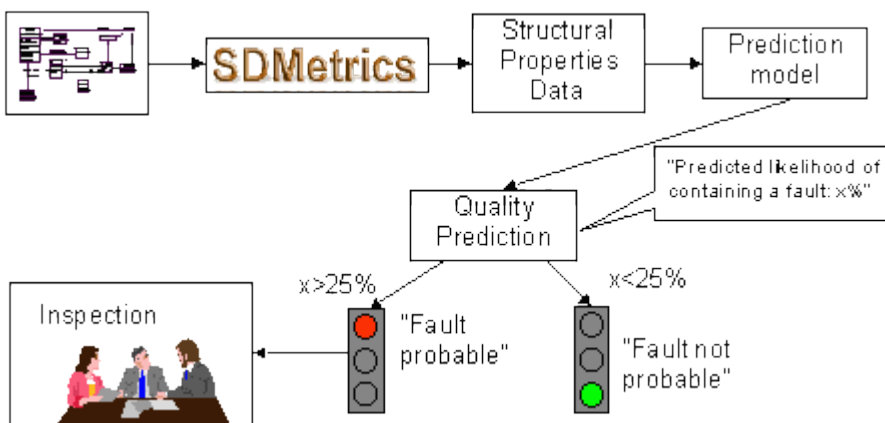 SDMetrics
Structural
Properties
Data
Prediction
model
"Predicted likelihood of
containing a fault: x%"
Quality
Prediction
x>25%
x<25%
Inspection
"Fault
probable"
"Fault not
probable"